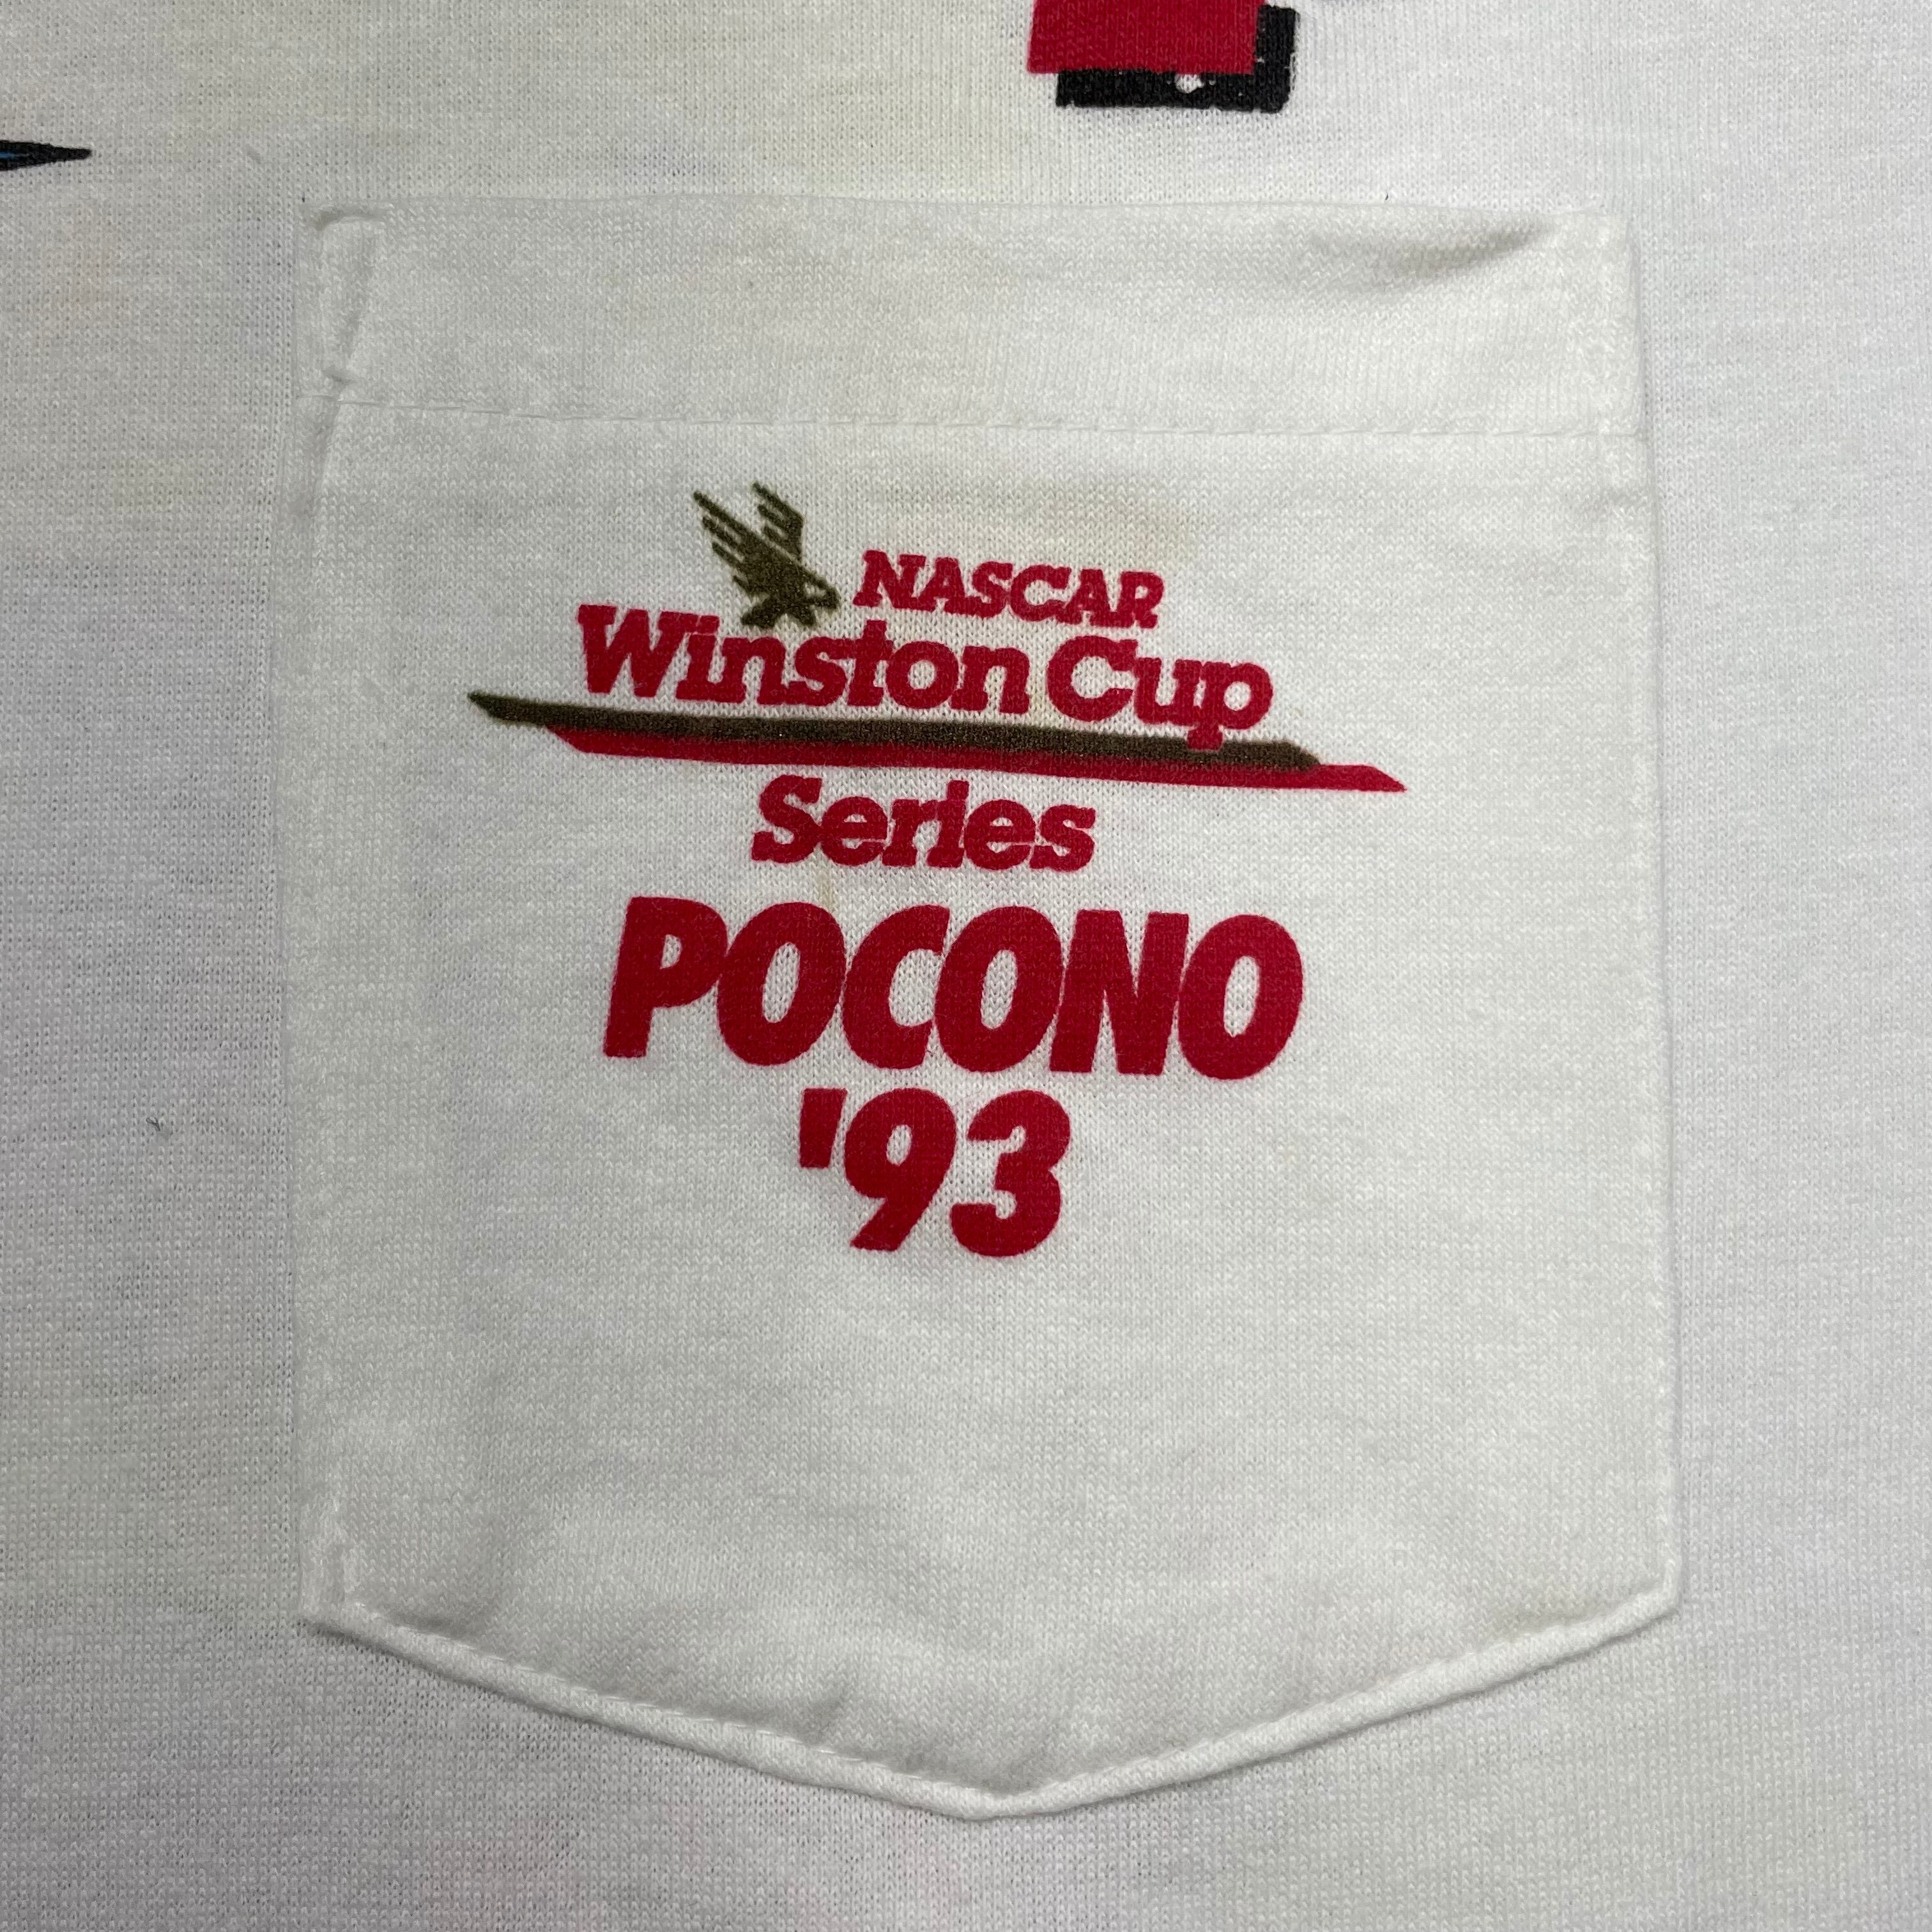 NASCAR
Winston Cup
Series
POCONO
'93